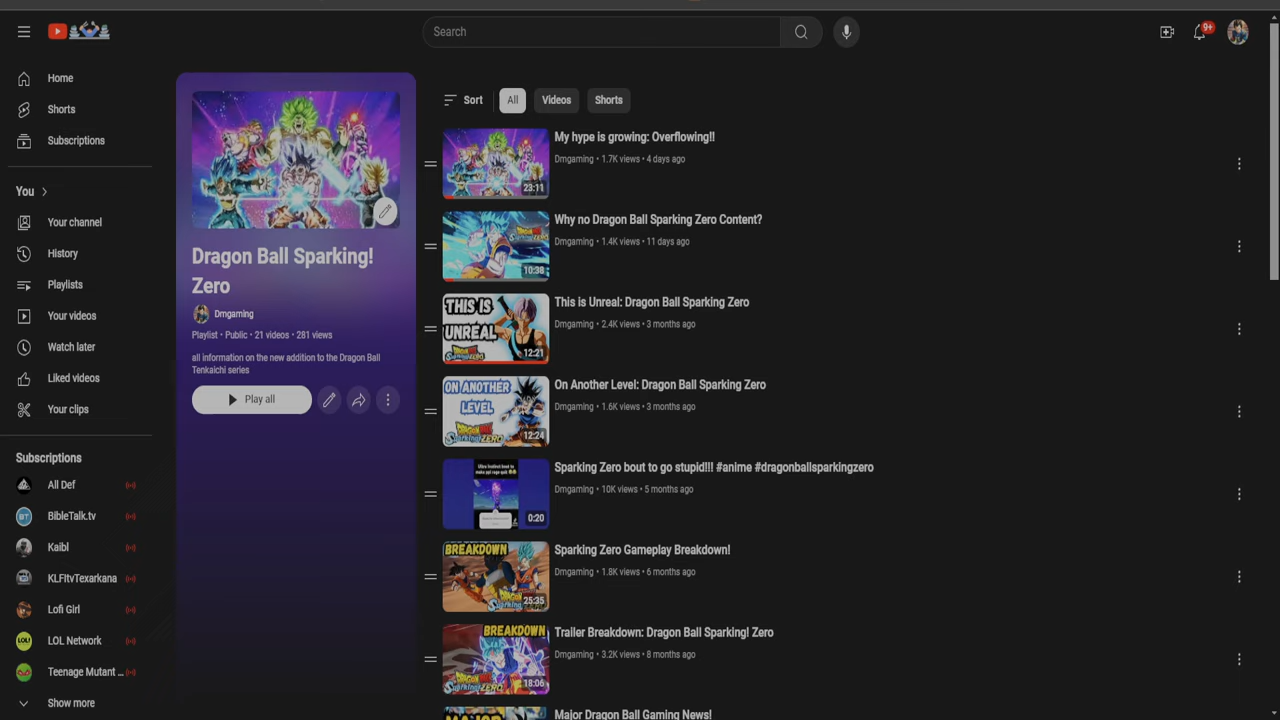 Search
9+
Home
Shorts
Subscriptions
You
Your channel
History
Playlists
Your videos
Watch later
Liked videos
Your clips
Subscriptions
All Def
BibleTalk.tv
Kaibl
KLFItvTexarkana
Lofi Girl
LOL Network
Teenage Mutant ...
Show more
Dragon Ball Sparking!
Zero
Dmgaming
Playlist • Public • 21 videos • 281 views
all information on the new addition to the Dragon Ball
Tenkaichi series
Play all
Sort
All
Videos
Shorts
23:11
My hype is growing: Overflowing!!
Dmgaming • 1.7K views • 4 days ago
10:38
Why no Dragon Ball Sparking Zero Content?
Dmgaming • 1.4K views • 11 days ago
THIS IS
UNREAL
12:21
This is Unreal: Dragon Ball Sparking Zero
Dmgaming • 2.4K views • 3 months ago
ON ANOTHER
LEVEL
12:24
On Another Level: Dragon Ball Sparking Zero
Dmgaming • 1.6K views • 3 months ago
0:20
Sparking Zero bout to go stupid!!! #anime #dragonballsparkingzero
Dmgaming • 10K views • 5 months ago
BREAKDOWN
25:35
Sparking Zero Gameplay Breakdown!
Dmgaming • 1.8K views • 6 months ago
BREAKDOWN
18:06
Trailer Breakdown: Dragon Ball Sparking! Zero
Dmgaming • 3.2K views • 8 months ago
MAJOR
Major Dragon Ball Gaming News!